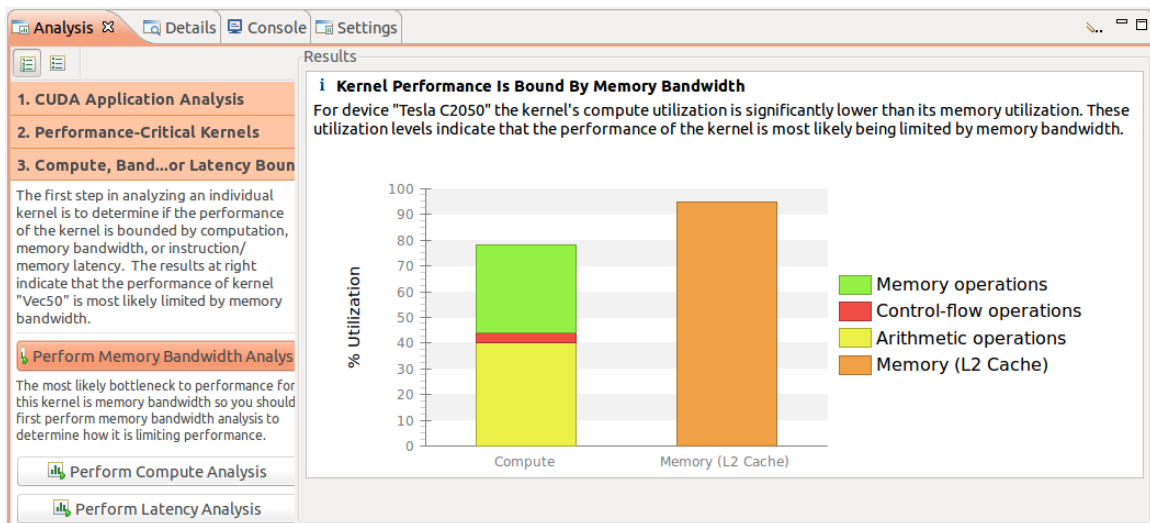 Analysis
Details
Console
Settings
Results
1. CUDA Application Analysis
2. Performance-Critical Kernels
3. Compute, Band...or Latency Boun
The first step in analyzing an individual
kernel is to determine if the performance
of the kernel is bounded by computation,
memory bandwidth, or instruction/
memory latency. The results at right
indicate that the performance of kernel
"Vec50" is most likely limited by memory
bandwidth.
Perform Memory Bandwidth Analys
The most likely bottleneck to performance for
this kernel is memory bandwidth so you should
first perform memory bandwidth analysis to
determine how it is limiting performance.
Perform Compute Analysis
Perform Latency Analysis
i Kernel Performance Is Bound By Memory Bandwidth
For device "Tesla C2050" the kernel's compute utilization is significantly lower than its memory utilization. These
utilization levels indicate that the performance of the kernel is most likely being limited by memory bandwidth.
% Utilization
100
90
80
70
60
50
40
30
20
10
0
Compute
Memory (L2 Cache)
Memory operations
Control-flow operations
Arithmetic operations
Memory (L2 Cache)